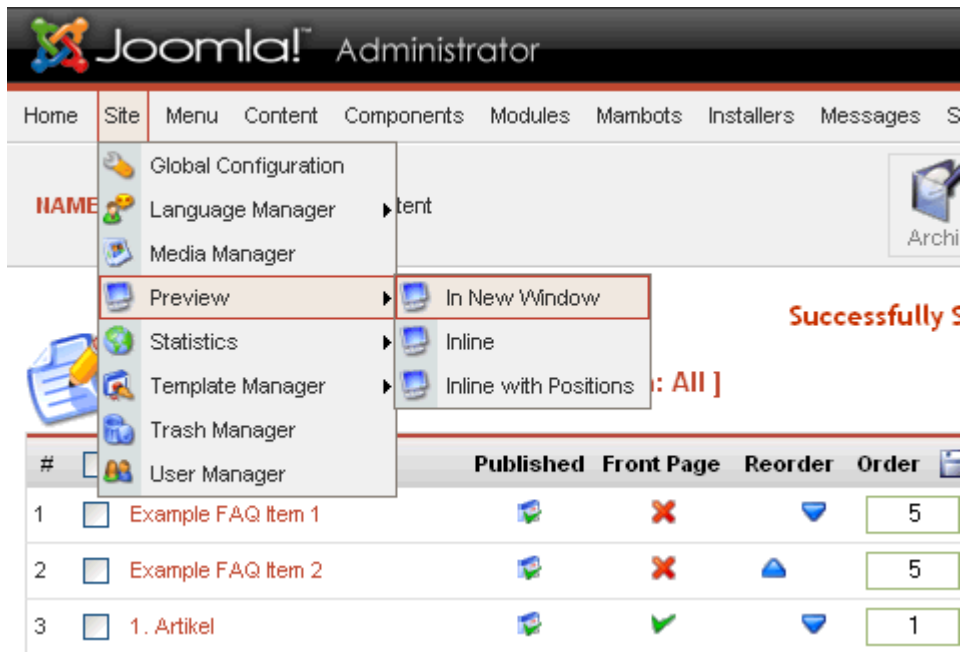 Joomla!™ Administrator
Home Site Menu Content Components Modules Mambots Installers Messages S
Global Configuration
NAME Language Manager tent
Archi
Media Manager
Preview In New Window
Successfully S
Statistics Inline
Template Manager Inline with Positions : All ]
Trash Manager
# Published Front Page Reorder Order
User Manager
1 Example FAQ Item 1 5
2 Example FAQ Item 2 5
3 1. Artikel 1